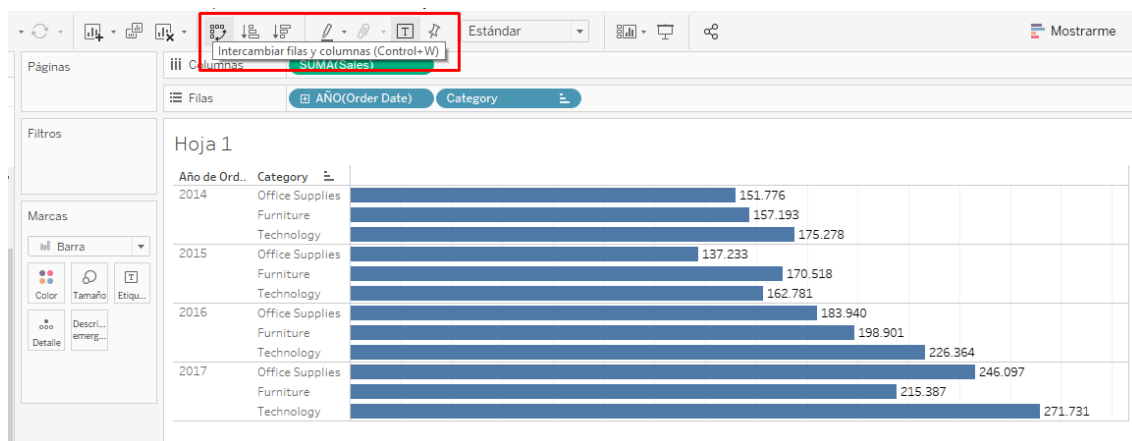 Estándar
Mostrarme
Intercambiar filas y columnas (Control+W)
Páginas
Columnas
SUMA(Sales)
Filas
AÑO(Order Date)
Category
Filtros
Hoja 1
Año de Ord.. Category
2014 Office Supplies 151.776
Furniture 157.193
Technology 175.278
2015 Office Supplies 137.233
Furniture 170.518
Technology 162.781
2016 Office Supplies 183.940
Furniture 198.901
Technology 226.364
2017 Office Supplies 246.097
Furniture 215.387
Technology 271.731
Marcas
Barra
Color
Tamaño
T
Etiqu...
Detalle
Descri...
emerg...